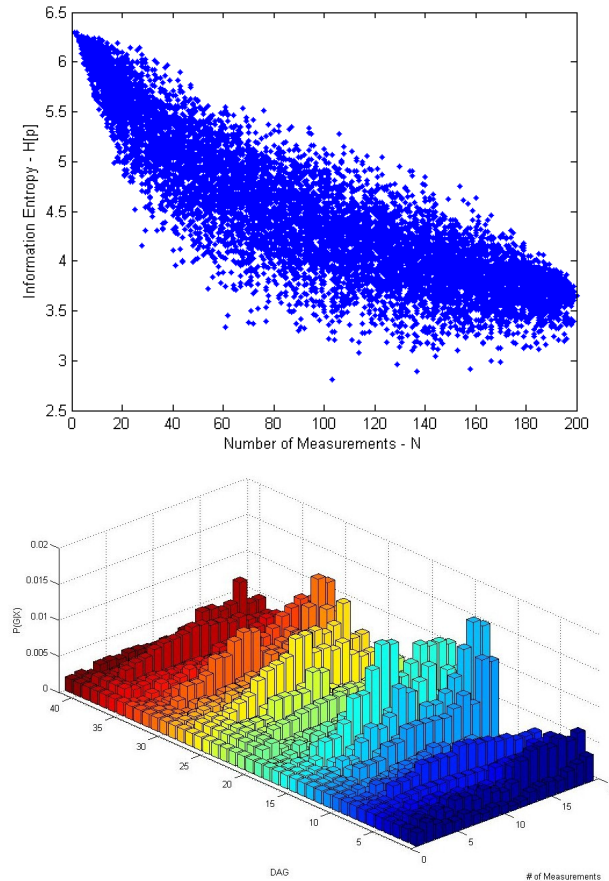 6.5
6
5.5
5
4.5
4
3.5
3
2.5
Information Entropy - H[p]
0 20 40 60 80 100 120 140 160 180 200
Number of Measurements - N
0.02
0.015
0.01
0.005
0
P(G|X)
40 35 30 25 20 15 10 5 0
DAG
5 10 15
# of Measurements